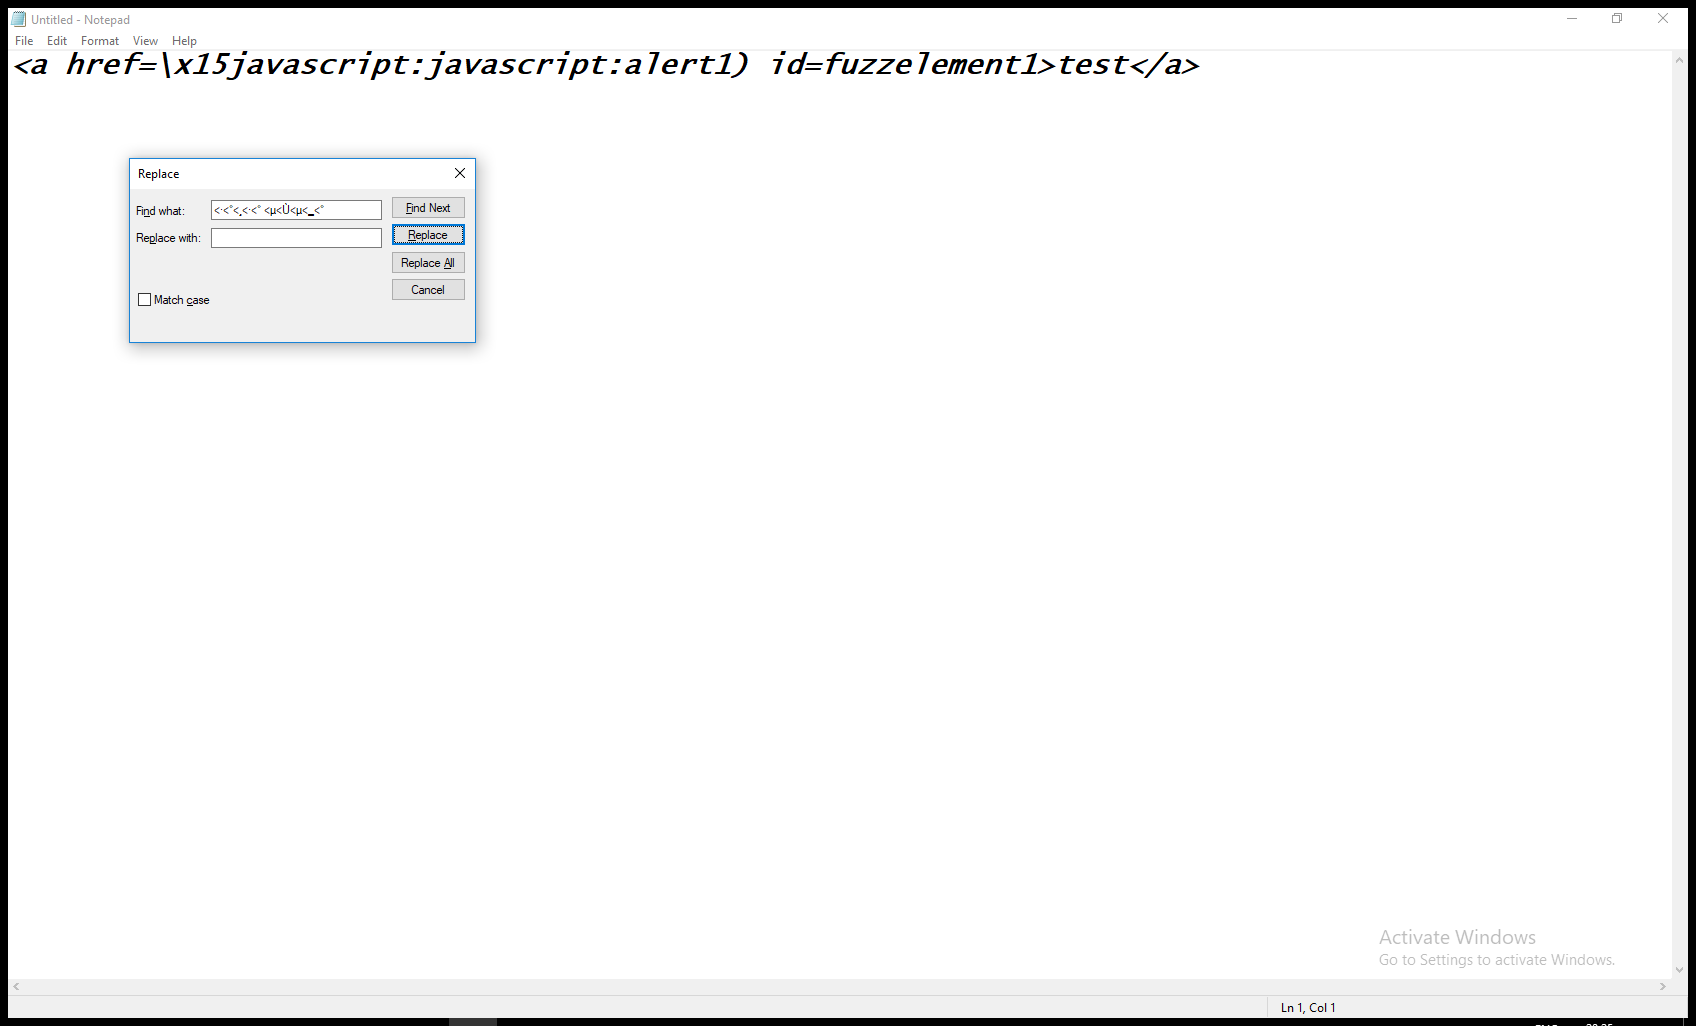 Untitled - Notepad
File Edit Format View Help
<a href=\x15javascript:javascript:alert1) id=fuzzelement1>test</a>
Replace
Find what:
Find Next
Replace with:
Replace
Replace All
Cancel
Match case
Activate Windows
Go to Settings to activate Windows.
Ln 1, Col 1